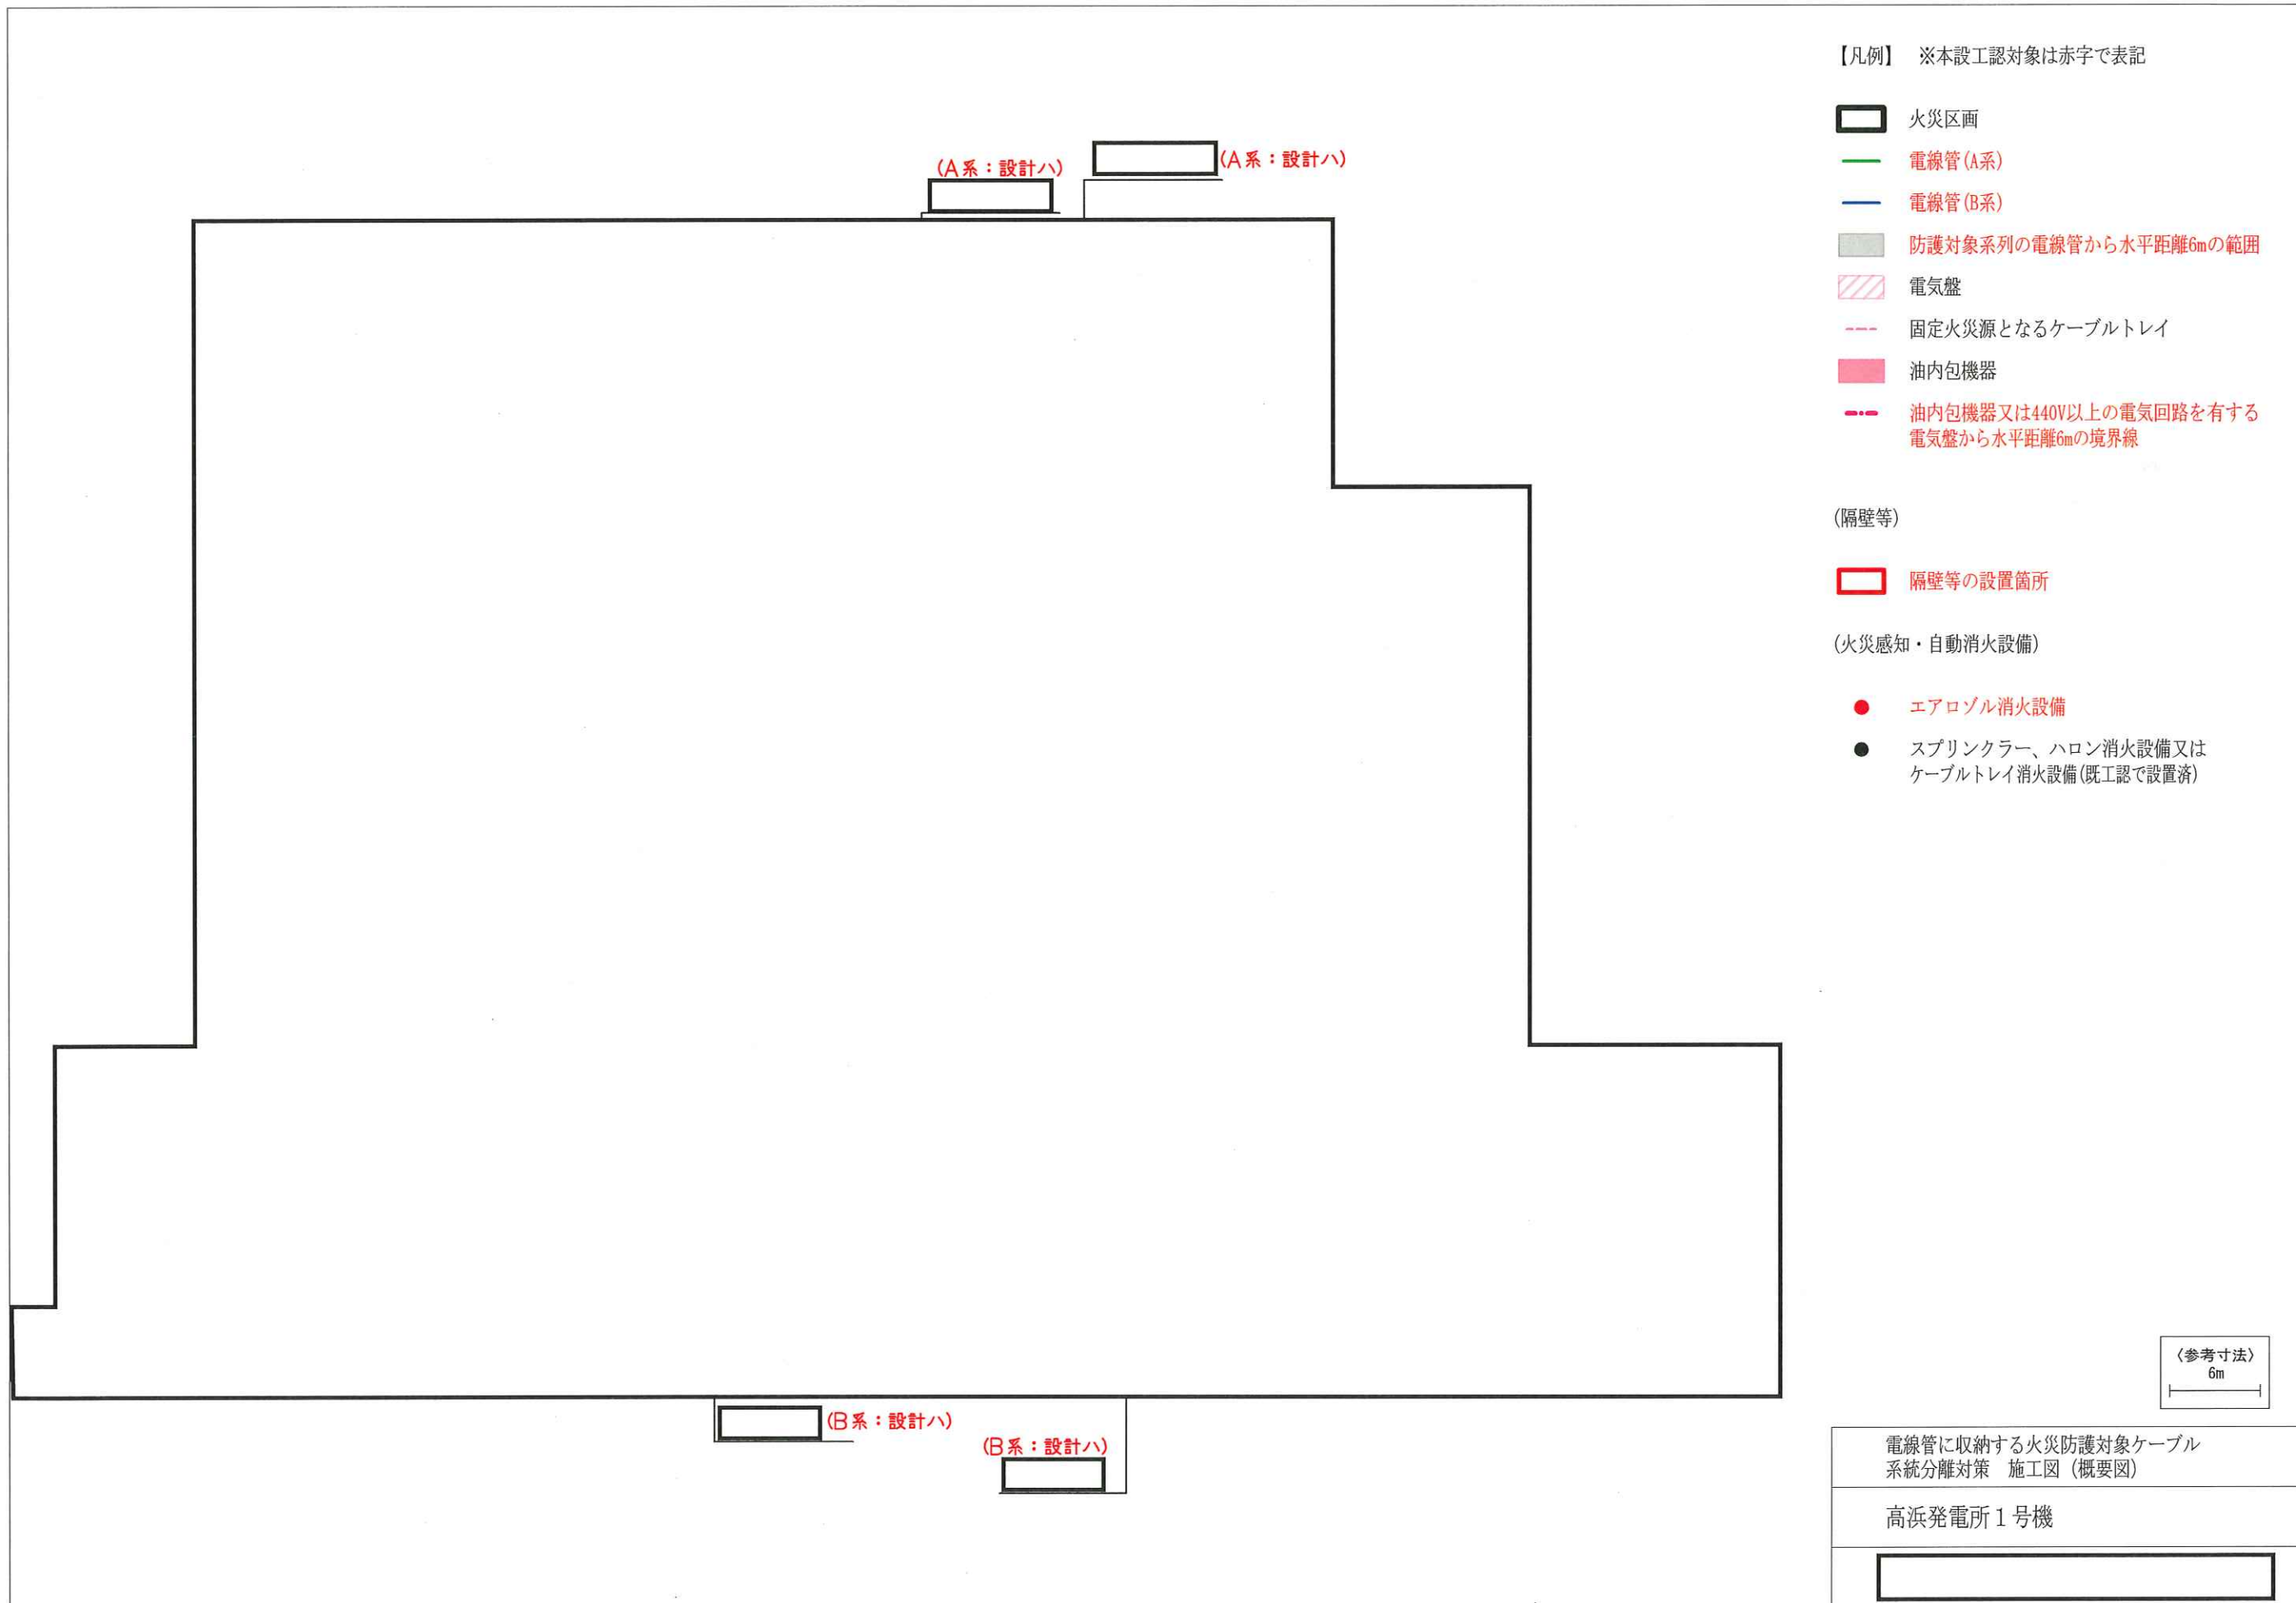 【凡例】 ※本設工認対象は赤字で表記
火災区画
電線管(A系)
電線管(B系)
防護対象系列の電線管から水平距離6mの範囲
電気盤
固定火災源となるケーブルトレイ
油内包機器
油内包機器又は440V以上の電気回路を有する
電気盤から水平距離6mの境界線
(隔壁等)
隔壁等の設置箇所
(火災感知・自動消火設備)
エアロゾル消火設備
スプリンクラー、ハロン消火設備又は
ケーブルトレイ消火設備(既工認で設置済)
(A系：設計ハ)
(A系：設計ハ)
(B系：設計ハ)
(B系：設計ハ)
〈参考寸法〉
6m
電線管に収納する火災防護対象ケーブル
系統分離対策 施工図（概要図）
高浜発電所１号機